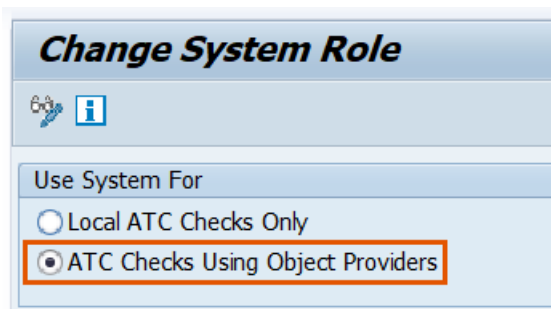 Change System Role
Use System For
Local ATC Checks Only
ATC Checks Using Object Providers